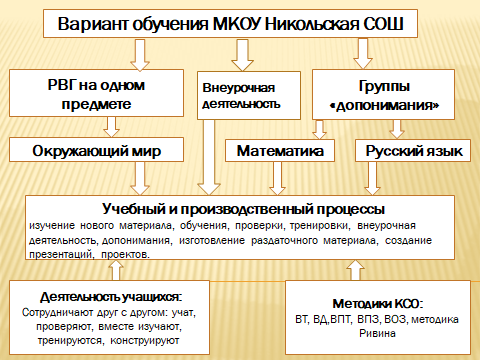 Вариант обучения МКОУ Никольская СОШ
РВГ на одном
предмете
Внеурочная
деятельность
Группы
«допонимания»
Окружающий мир
Математика
Русский язык
Учебный и производственный процессы
изучение нового материала, обучения, проверки, тренировки, внеурочная
деятельность, допонимания, изготовление раздаточного материала, создание
презентаций, проектов.
Деятельность учащихся:
Сотрудничают друг с другом: учат,
проверяют, вместе изучают,
тренируются, конструируют
Методики КСО:
ВТ, ВД,ВПТ, ВПЗ, ВОЗ, методика
Ривина